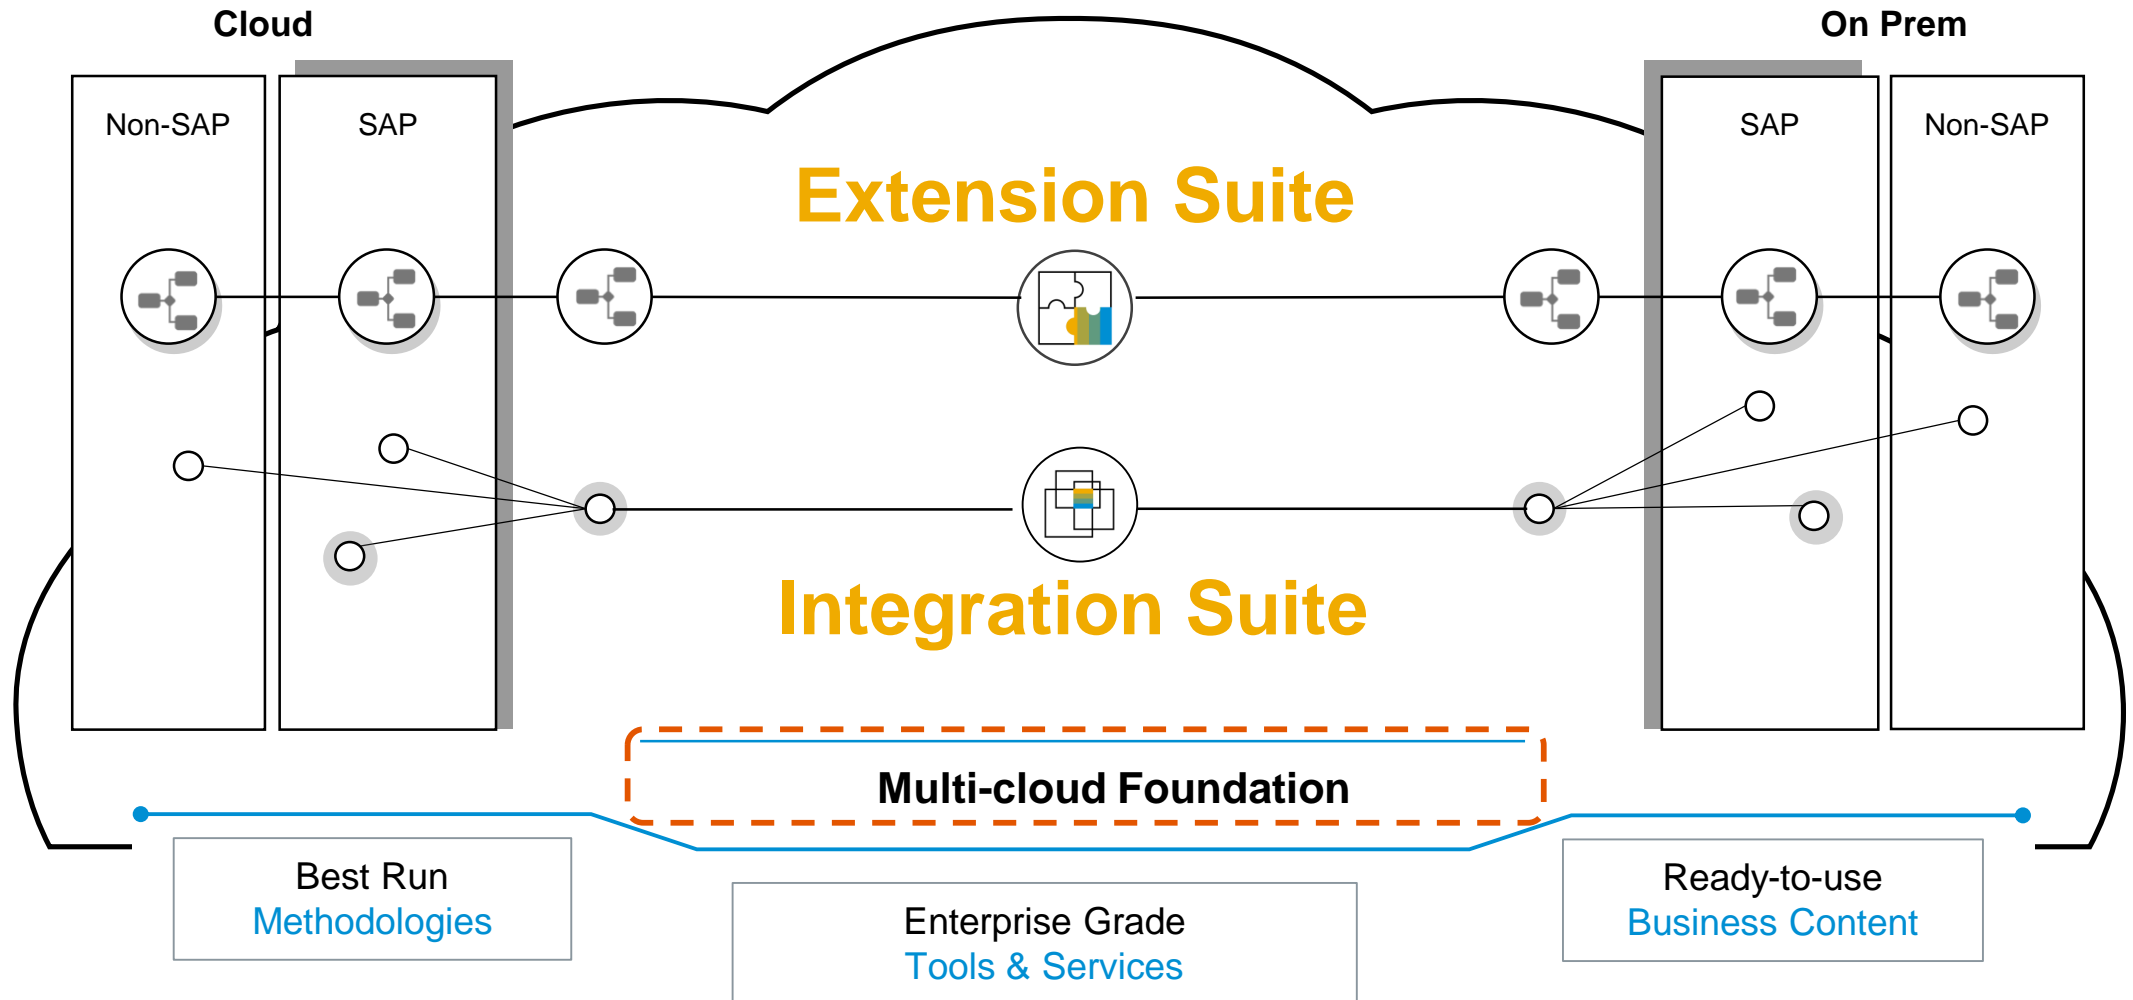 Cloud
On Prem
Non-SAP
SAP
SAP
Non-SAP
Extension Suite
Integration Suite
Multi-cloud Foundation
Best Run
Methodologies
Enterprise Grade
Tools & Services
Ready-to-use
Business Content